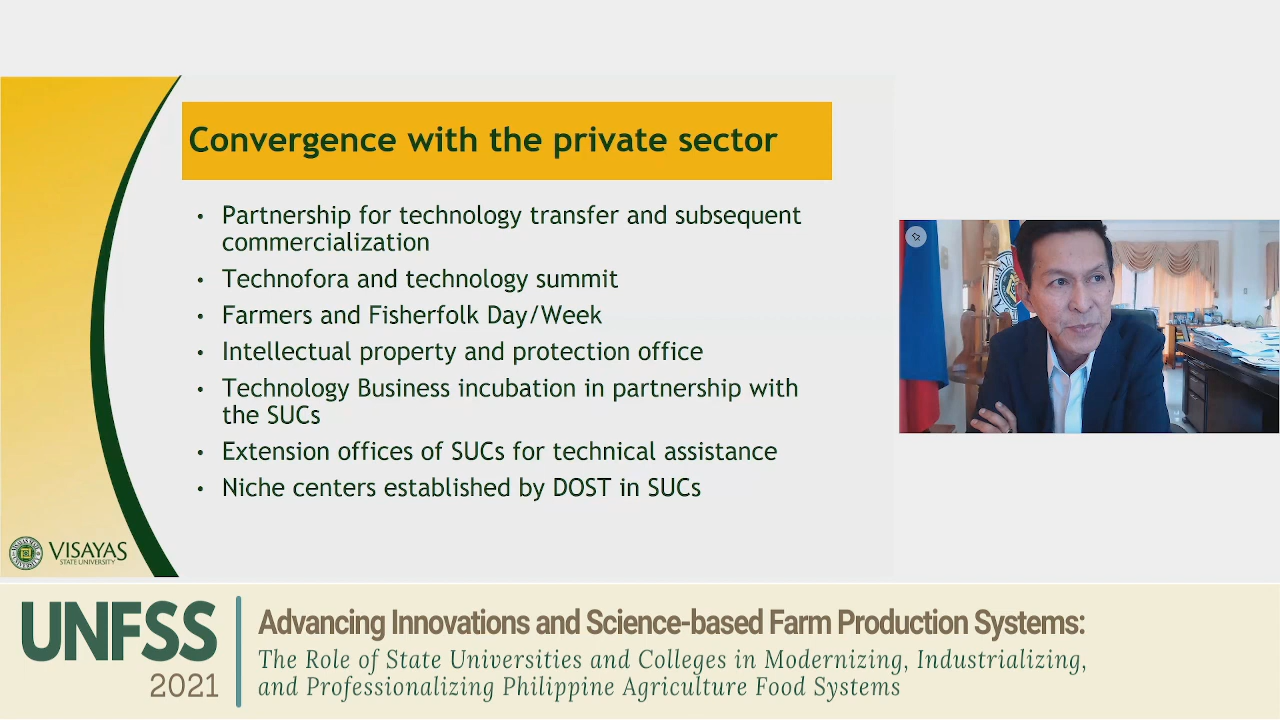 Convergence with the private sector
• Partnership for technology transfer and subsequent
commercialization
• Technofora and technology summit
• Farmers and Fisherfolk Day/Week
• Intellectual property and protection office
• Technology Business incubation in partnership with
the SUCs
• Extension offices of SUCs for technical assistance
• Niche centers established by DOST in SUCs
VISAYAS
STATE UNIVERSITY
UNFSS
2021
Advancing Innovations and Science-based Farm Production Systems:
The Role of State Universities and Colleges in Modernizing, Industrializing,
and Professionalizing Philippine Agriculture Food Systems